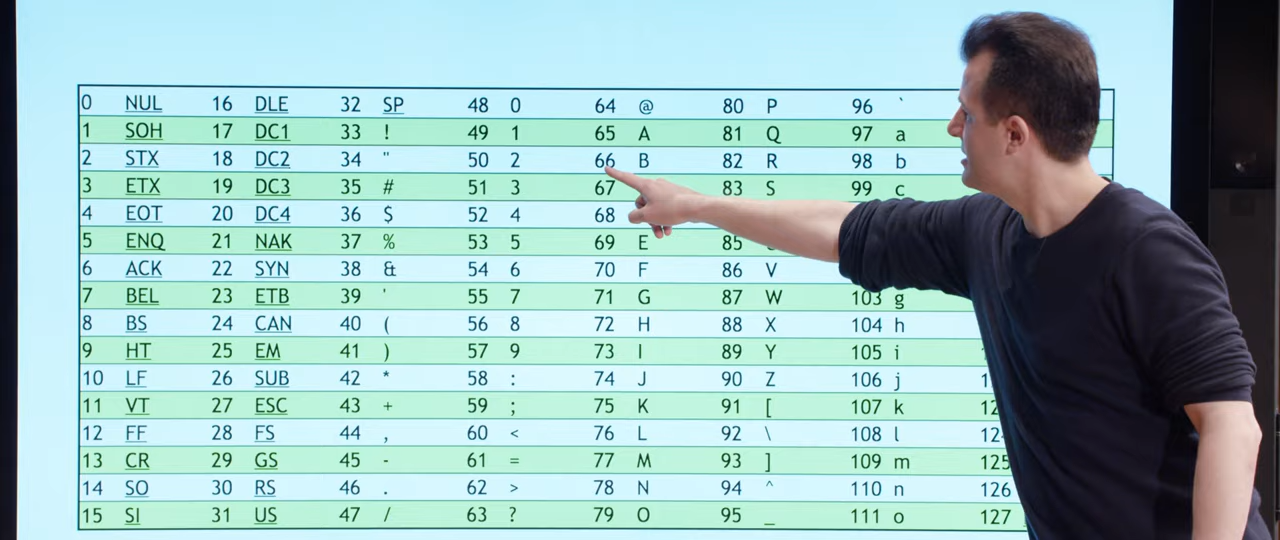 0 NUL 16 DLE 32 SP 48 0 64 @ 80 P 96 `
1 SOH 17 DC1 33 ! 49 1 65 A 81 Q 97 a
2 STX 18 DC2 34 " 50 2 66 B 82 R 98 b
3 ETX 19 DC3 35 # 51 3 67 83 S 99 c
4 EOT 20 DC4 36 $ 52 4 68
5 ENQ 21 NAK 37 % 53 5 69 E 85
6 ACK 22 SYN 38 & 54 6 70 F 86 V
7 BEL 23 ETB 39 ' 55 7 71 G 87 W 103 g
8 BS 24 CAN 40 ( 56 8 72 H 88 X 104 h
9 HT 25 EM 41 ) 57 9 73 I 89 Y 105 i
10 LF 26 SUB 42 * 58 : 74 J 90 Z 106 j
11 VT 27 ESC 43 + 59 ; 75 K 91 [ 107 k
12 FF 28 FS 44 , 60 < 76 L 92 \ 108 l
13 CR 29 GS 45 - 61 = 77 M 93 ] 109 m 125
14 SO 30 RS 46 . 62 > 78 N 94 ^ 110 n 126
15 SI 31 US 47 / 63 ? 79 O 95 _ 111 o 127